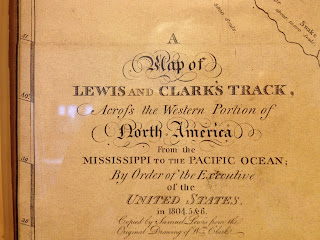 A
Map of
LEWIS AND CLARK'S TRACK,
Acroſs the Western Portion of
North America
From the
MISSISSIPPI TO THE PACIFIC OCEAN;
By Order of the Executive
of the
UNITED STATES,
in 1804.5&6.
Copied by Samuel Lewis from the
Original Drawing of Wm. Clark.